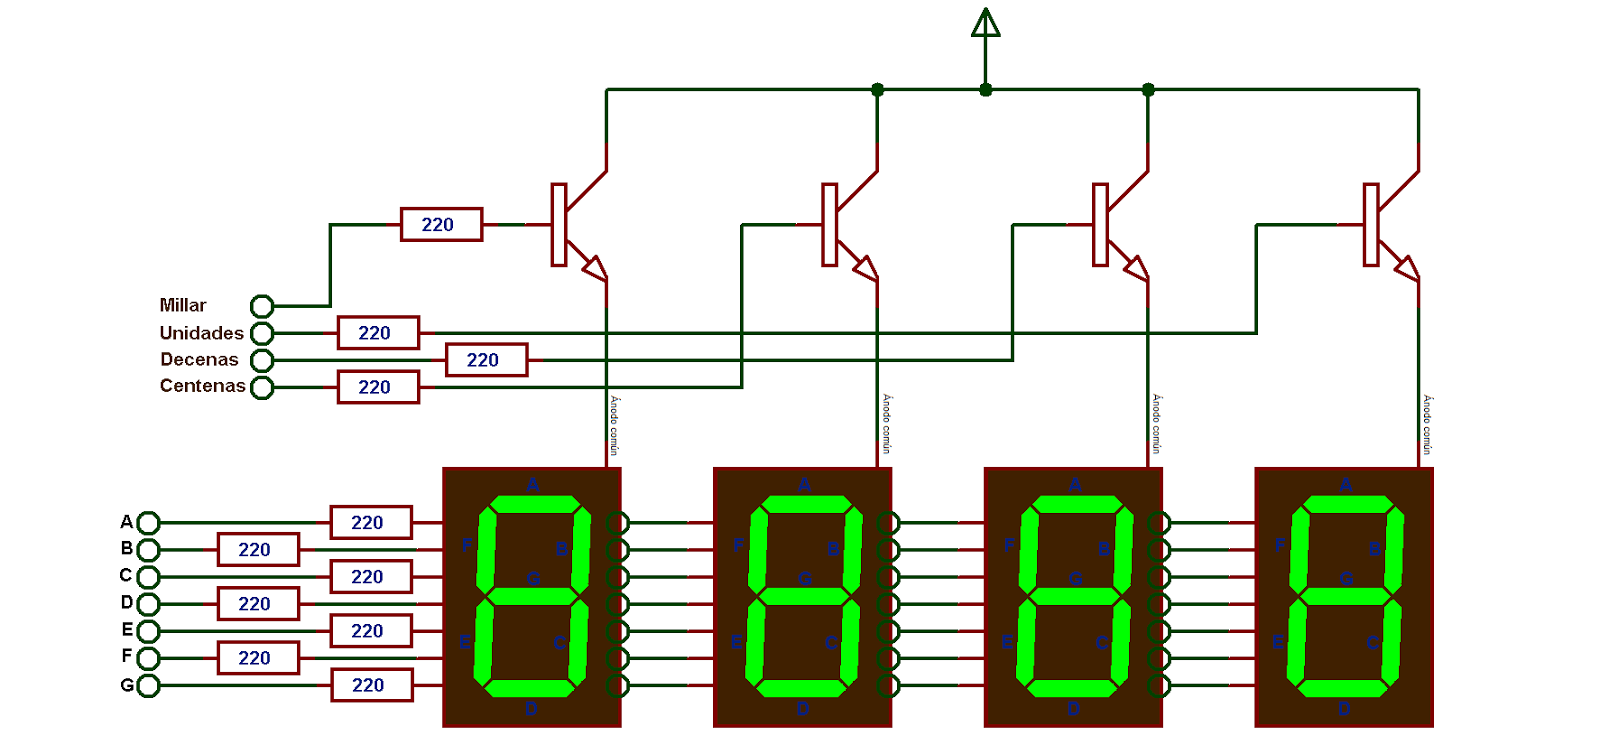 220
Millar
Unidades 220
Decenas 220
Centenas 220
Ánodo común Ánodo común Ánodo común Ánodo común
A A A A
A 220
B 220 F B F B F B F B
C 220 G G G G
D 220
E 220 E C E C E C E C
F 220
G 220
D D D D